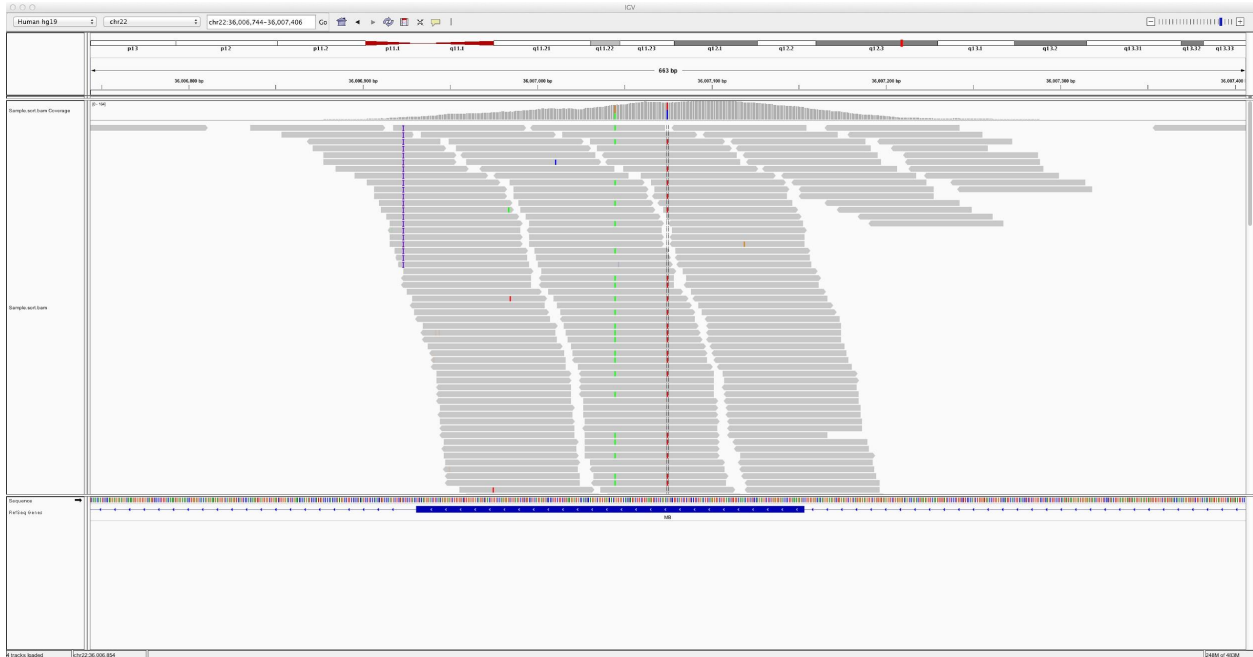 IGV
Human hg19 chr22 chr22:36,006,744-36,007,406 Go
p13 p12 p11.2 p11.1 q11.1 q11.21 q11.22 q11.23 q12.1 q12.2 q12.3 q13.1 q13.2 q13.31 q13.32 q13.33
663 bp
36,006,800 bp 36,006,900 bp 36,007,000 bp 36,007,100 bp 36,007,200 bp 36,007,300 bp 36,007,400
Sample.sort.bam Coverage
Sample.sort.bam
Sequence
RefSeq Genes
MB
4 tracks loaded chr22:36,006,854 248M of 483M